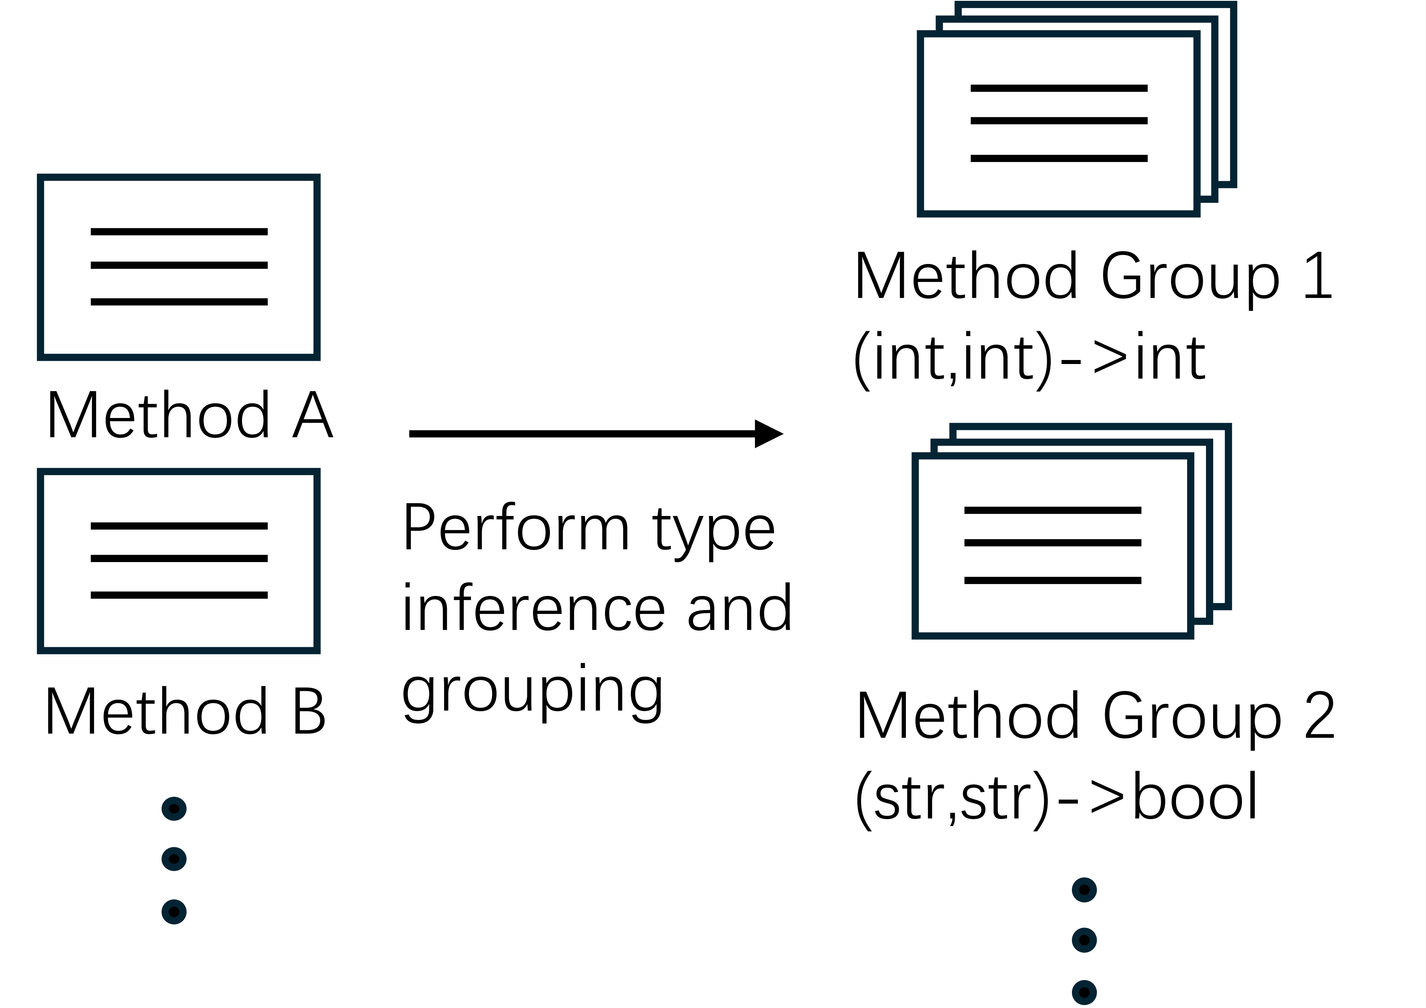 Method A
Method B
Perform type
inference and
grouping
Method Group 1
(int,int)->int
Method Group 2
(str,str)->bool